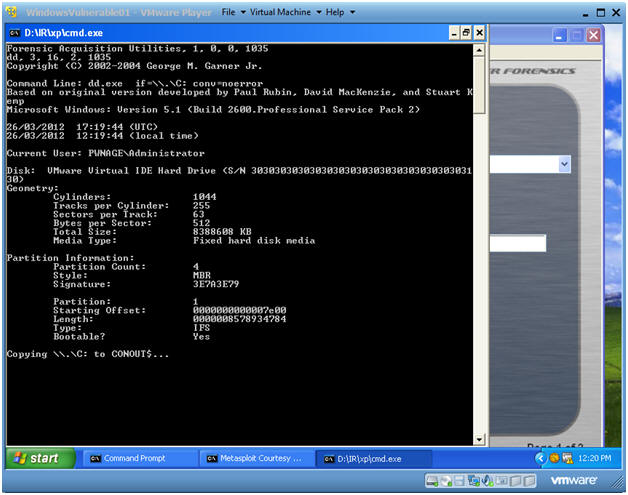 WindowsVulnerable01 - VMware Player File Virtual Machine Help
D:\IR\xp\cmd.exe
Forensic Acquisition Utilities, 1, 0, 0, 1035
dd, 3, 16, 2, 1035
Copyright (C) 2002-2004 George M. Garner Jr.
Command Line: dd.exe if=\\.\C: conv=noerror
Based on original version developed by Paul Rubin, David MacKenzie, and Stuart K
emp
Microsoft Windows: Version 5.1 (Build 2600.Professional Service Pack 2)
26/03/2012 17:19:44 (UTC)
26/03/2012 12:19:44 (local time)
Current User: PWNAGE\Administrator
Disk: VMware Virtual IDE Hard Drive (S/N
30)
Geometry:
Cylinders: 1044
Tracks per Cylinder: 255
Sectors per Track: 63
Bytes per Sector: 512
Total Size: 8388608 KB
Media Type: Fixed hard disk media
Partition Information:
Partition Count: 4
Style: MBR
Signature: 3E7A3E79
Partition: 1
Starting Offset: 0000000000007e00
Length: 0000008578934784
Type: IFS
Bootable? Yes
Copying \\.\C: to CONOUT$...
R FORENSICS
start Command Prompt Metasploit Courtesy ... D:\IR\xp\cmd.exe 12:20 PM
vmware